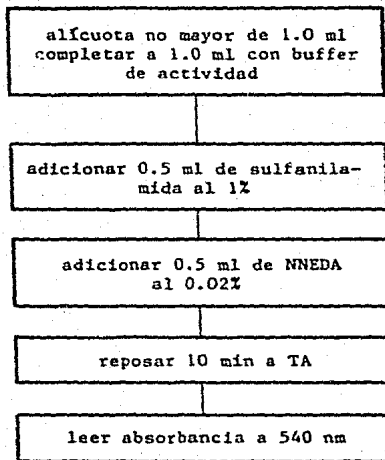 alícuota no mayor de 1.0 ml
completar a 1.0 ml con buffer
de actividad
adicionar 0.5 ml de sulfanila-
mida al 1%
adicionar 0.5 ml de NNEDA
al 0.02%
reposar 10 min a TA
leer absorbancia a 540 nm